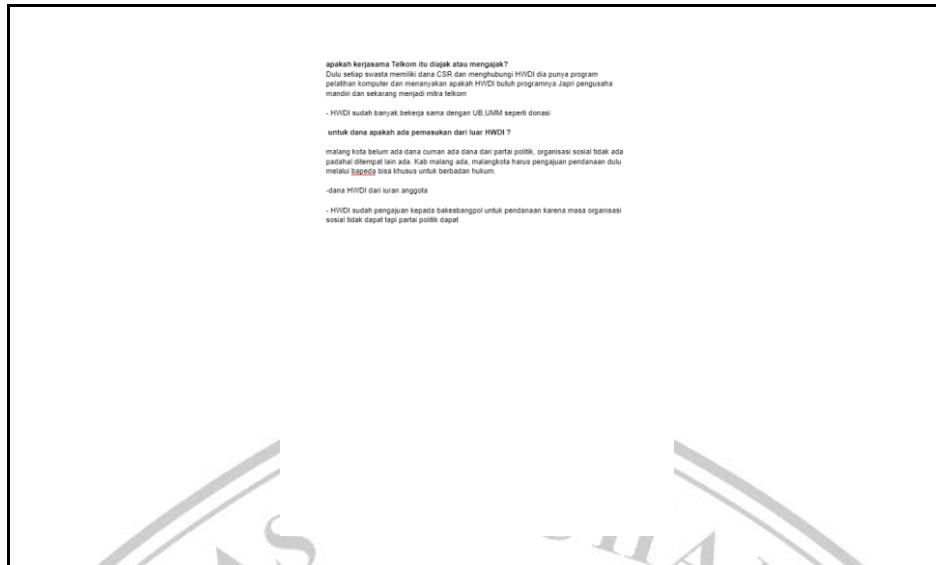 apakah kerjasama Telkom itu diajak atau mengajak?
Dulu setiap swasta memiliki dana CSR dan menghubungi HWDI dia punya program
pelatihan komputer dan menanyakan apakah HWDI butuh programnya Japri pengusaha
mandiri dan sekarang menjadi mitra telkom
- HWDI sudah banyak bekerja sama dengan UB,UMM seperti donasi
untuk dana apakah ada pemasukan dari luar HWDI ?
malang kota belum ada dana cuman ada dana dari partai politik, organisasi sosial tidak ada
padahal ditempat lain ada. Kab malang ada, malangkota harus pengajuan pendanaan dulu
melalui bapeda bisa khusus untuk berbadan hukum.
-dana HWDI dari iuran anggota
- HWDI sudah pengajuan kepada bakesbangpol untuk pendanaan karena masa organisasi
sosial tidak dapat tapi partai politik dapat